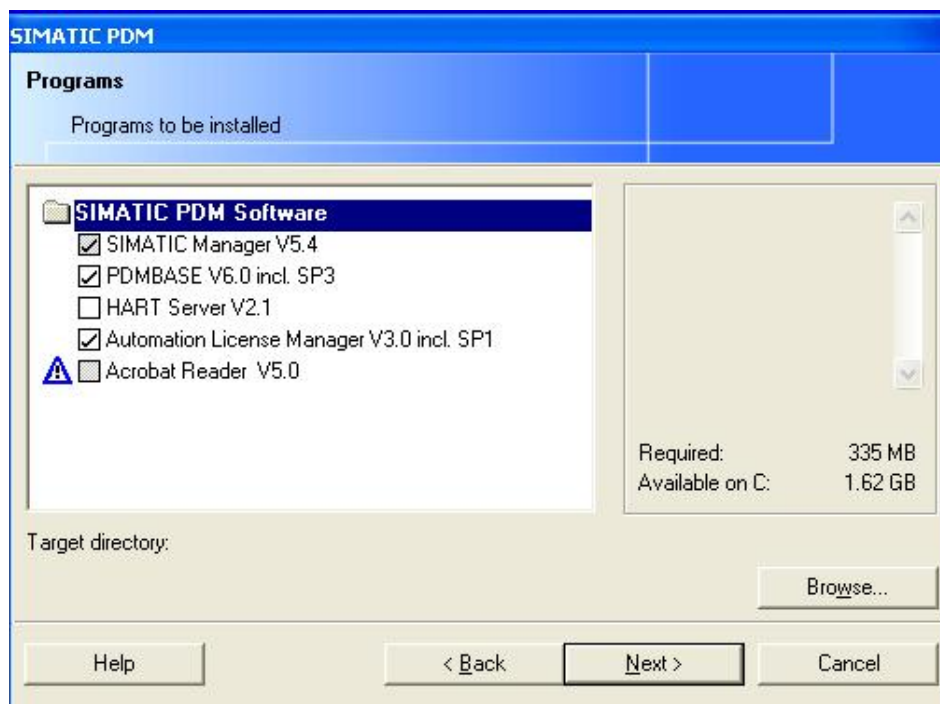 SIMATIC PDM
Programs
Programs to be installed
SIMATIC PDM Software
SIMATIC Manager V5.4
PDMBASE V6.0 incl. SP3
HART Server V2.1
Automation License Manager V3.0 incl. SP1
Acrobat Reader V5.0
Required: 335 MB
Available on C: 1.62 GB
Target directory:
Browse...
Help < Back Next > Cancel